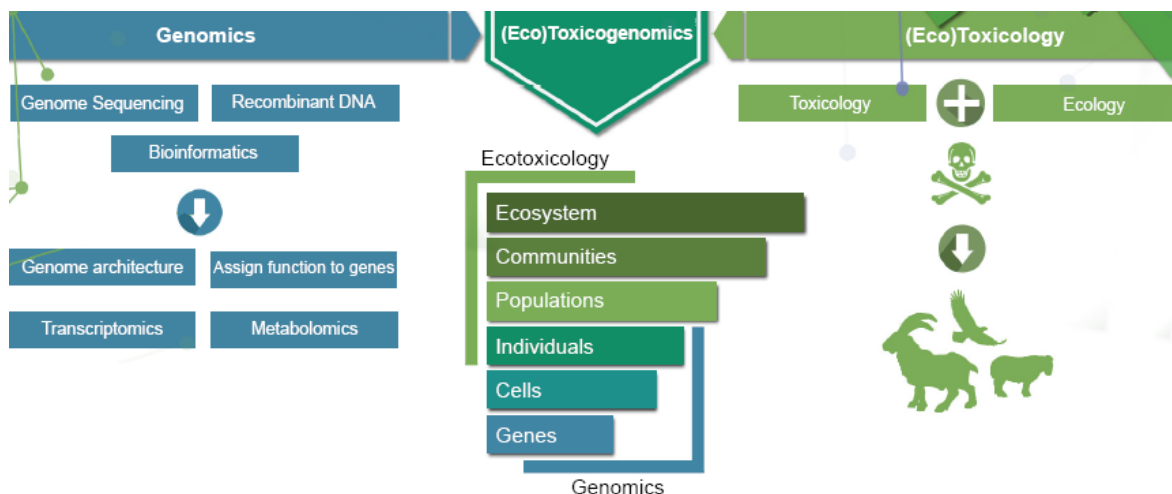 Genomics
(Eco)Toxicogenomics
(Eco)Toxicology
Genome Sequencing
Recombinant DNA
Bioinformatics
Genome architecture
Assign function to genes
Transcriptomics
Metabolomics
Ecotoxicology
Ecosystem
Communities
Populations
Individuals
Cells
Genes
Genomics
Toxicology
Ecology